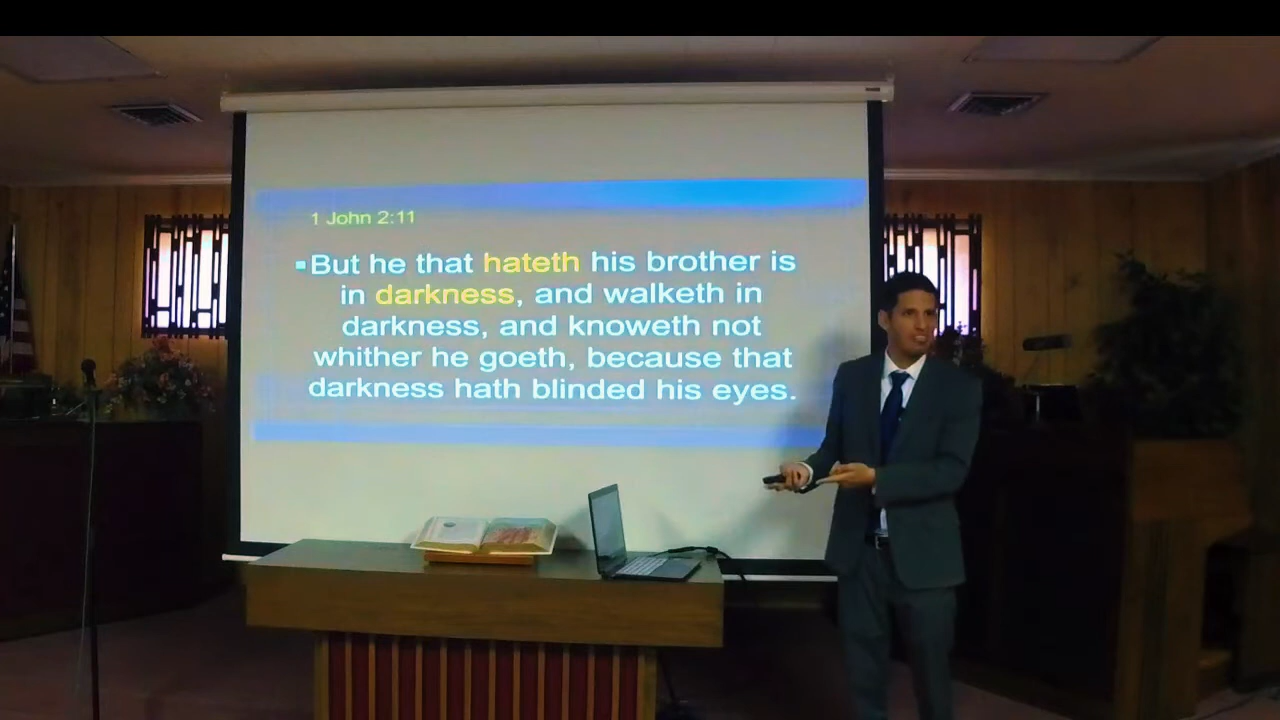 1 John 2:11
▪But he that hateth his brother is
in darkness, and walketh in
darkness, and knoweth not
whither he goeth, because that
darkness hath blinded his eyes.